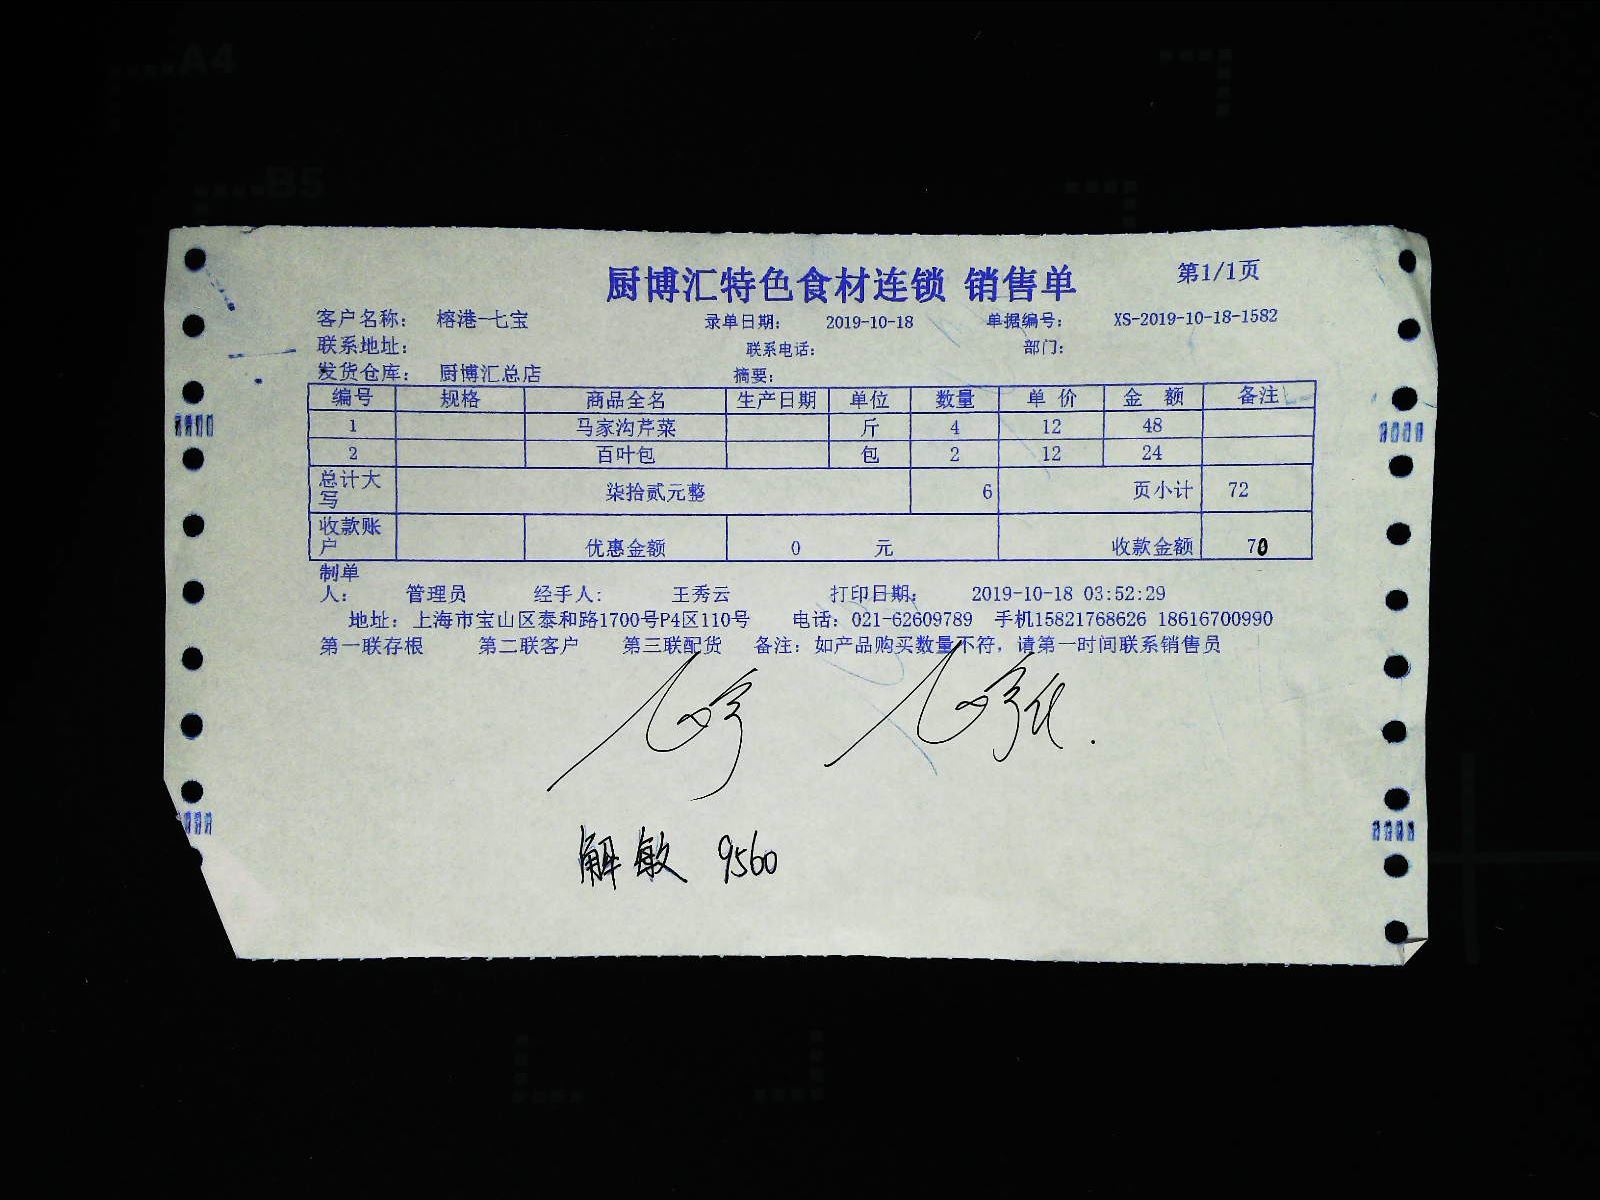 A4
B5
厨博汇特色食材连锁 销售单 第1/1页
客户名称： 榕港-七宝 录单日期： 2019-10-18 单据编号： XS-2019-10-18-1582
联系地址： 联系电话： 部门：
发货仓库： 厨博汇总店 摘要：
编号 规格 商品全名 生产日期 单位 数量 单 价 金 额 备注
1 马家沟芹菜 斤 4 12 48
2 百叶包 包 2 12 24
总计大写 柒拾贰元整 6 页小计 72
收款账户 优惠金额 0 元 收款金额 70
制单人： 管理员 经手人： 王秀云 打印日期： 2019-10-18 03:52:29
地址：上海市宝山区泰和路1700号P4区110号 电话：021-62609789 手机15821768626 18616700990
第一联存根 第二联客户 第三联配货 备注：如产品购买数量不符，请第一时间联系销售员
解敏 9560